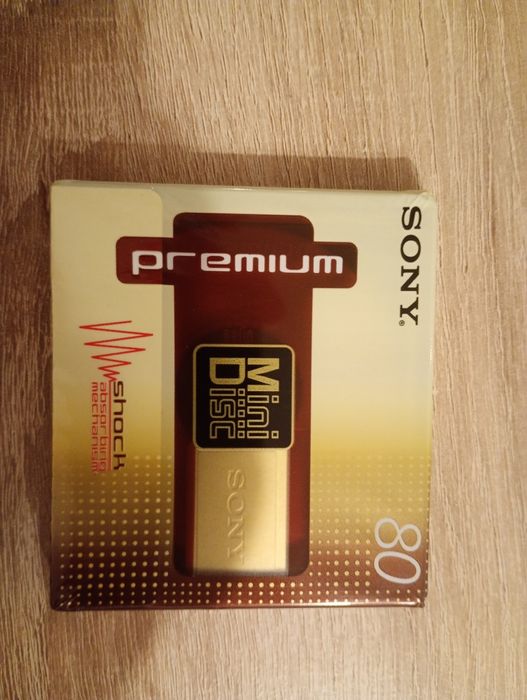 SONY®
premium
Mini
Disc
SONY
80
shock
absorbing
mechanism